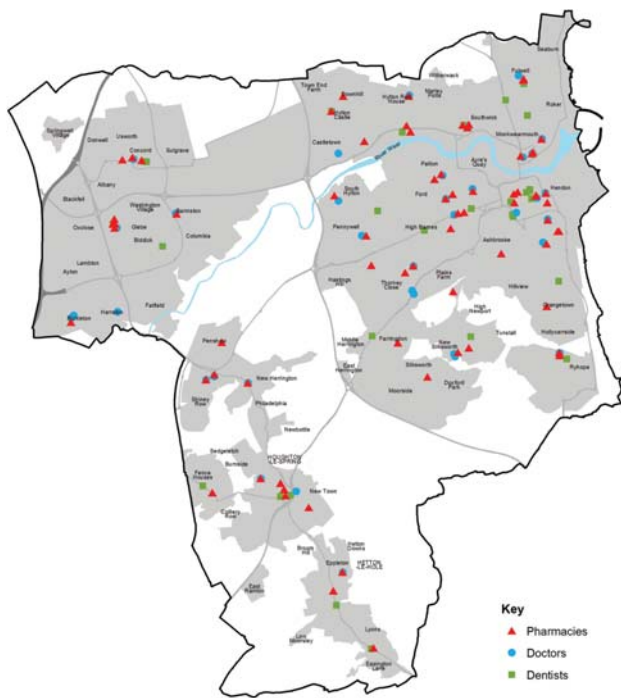 Seaburn
Fulwell
Witherwack
Town End
Farm
Downhill
Hylton Red
House
Marley
Potts
Roker
Hylton
Castle
Southwick
Monkwearmouth
Castletown
River Wear
Springwell
Village
Donwell
Usworth
Concord
Sulgrave
Albany
Ayre's
Quay
Pallion
Ford
South
Hylton
Hendon
Blackfell
Washington
Village
Barmston
Oxclose
Glebe
Biddick
Columbia
Pennywell
High Barnes
Ashbrooke
Lambton
Ayton
Hastings
Hill
Thorney
Close
Plains
Farm
Hillview
Grangetown
Rickleton
Harraton
Fatfield
High
Newport
Hollycarrside
Tunstall
Penshaw
Middle
Herrington
Farringdon
New
Silksworth
East
Herrington
Silksworth
Ryhope
New Herrington
Moorside
Doxford
Park
Shiney
Row
Philadelphia
Newbottle
Sedgeletch
HOUGHTON
-LE-SPRING
Burnside
Fence
Houses
New Town
Colliery
Row
Hetton
Downs
Eppleton
HETTON
-LE-HOLE
East
Rainton
Low
Moorsley
Lyons
Easington
Lane
Key
Pharmacies
Doctors
Dentists